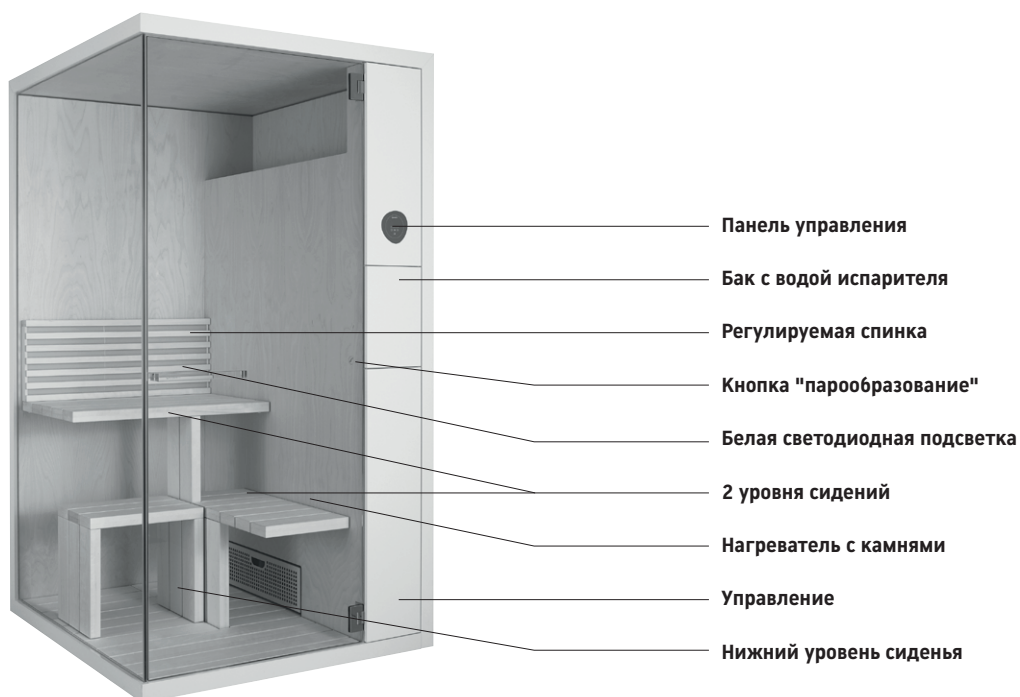 Панель управления
Бак с водой испарителя
Регулируемая спинка
Кнопка "парообразование"
Белая светодиодная подсветка
2 уровня сидений
Нагреватель с камнями
Управление
Нижний уровень сиденья